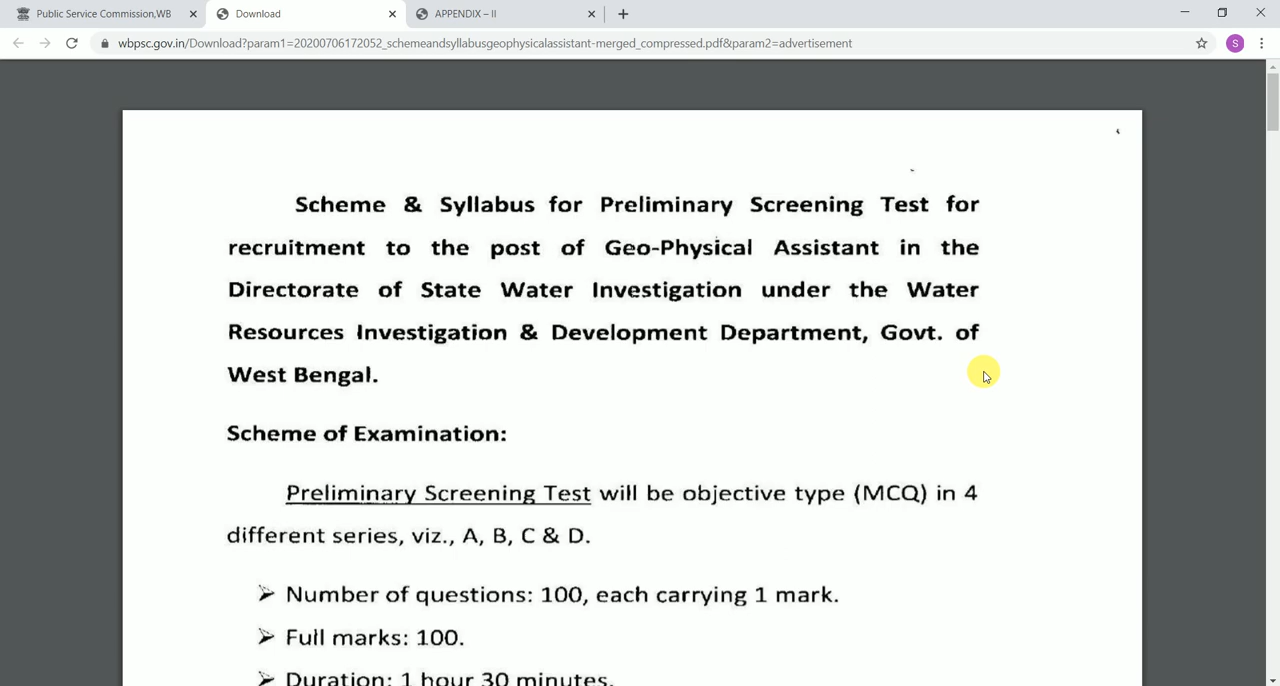 Public Service Commission,WB
Download
APPENDIX – II
wbpsc.gov.in/Download?param1=20200706172052_schemeandsyllabusgeophysicalassistant-merged_compressed.pdf&param2=advertisement
S
Scheme & Syllabus for Preliminary Screening Test for
recruitment to the post of Geo-Physical Assistant in the
Directorate of State Water Investigation under the Water
Resources Investigation & Development Department, Govt. of
West Bengal.
Scheme of Examination:
Preliminary Screening Test will be objective type (MCQ) in 4
different series, viz., A, B, C & D.
➢ Number of questions: 100, each carrying 1 mark.
➢ Full marks: 100.
➢ Duration: 1 hour 30 minutes.